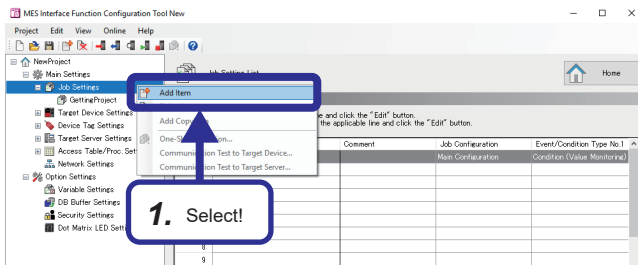 MES Interface Function Configuration Tool New
Project Edit View Online Help
NewProject
Main Settings
Job Setting List
Home
Job Settings
Add Item
GettingProject
Target Device Settings
e and click the "Edit" button.
Device Tag Settings
Add Copy
the applicable line and click the "Edit" button.
Target Server Settings
One-S
on...
Comment
Job Configuration
Event/Condition Type No.1
Access Table/Proc. Set
Communication Test to Target Device...
Main Configuration
Condition (Value Monitoring)
Network Settings
Communication Test to Target Server...
Option Settings
Variable Settings
DB Buffer Settings
Security Settings
1. Select!
Dot Matrix LED Setti
8
9